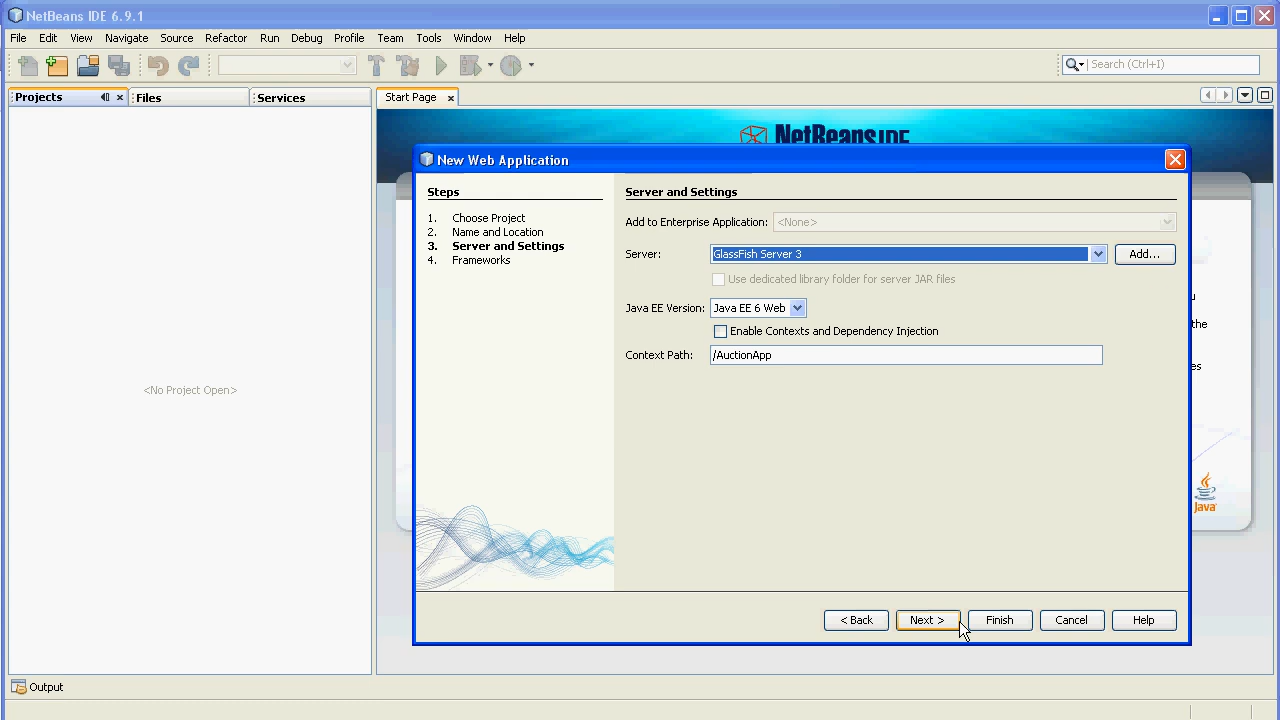 NetBeans IDE 6.9.1
File Edit View Navigate Source Refactor Run Debug Profile Team Tools Window Help
Search (Ctrl+I)
Projects Files Services Start Page
NetBeans IDE
New Web Application
Steps
1. Choose Project
2. Name and Location
3. Server and Settings
4. Frameworks
Server and Settings
Add to Enterprise Application: <None>
Server: GlassFish Server 3 Add...
Use dedicated library folder for server JAR files
Java EE Version: Java EE 6 Web
Enable Contexts and Dependency Injection
Context Path: /AuctionApp
<No Project Open>
the
Java
< Back Next > Finish Cancel Help
Output